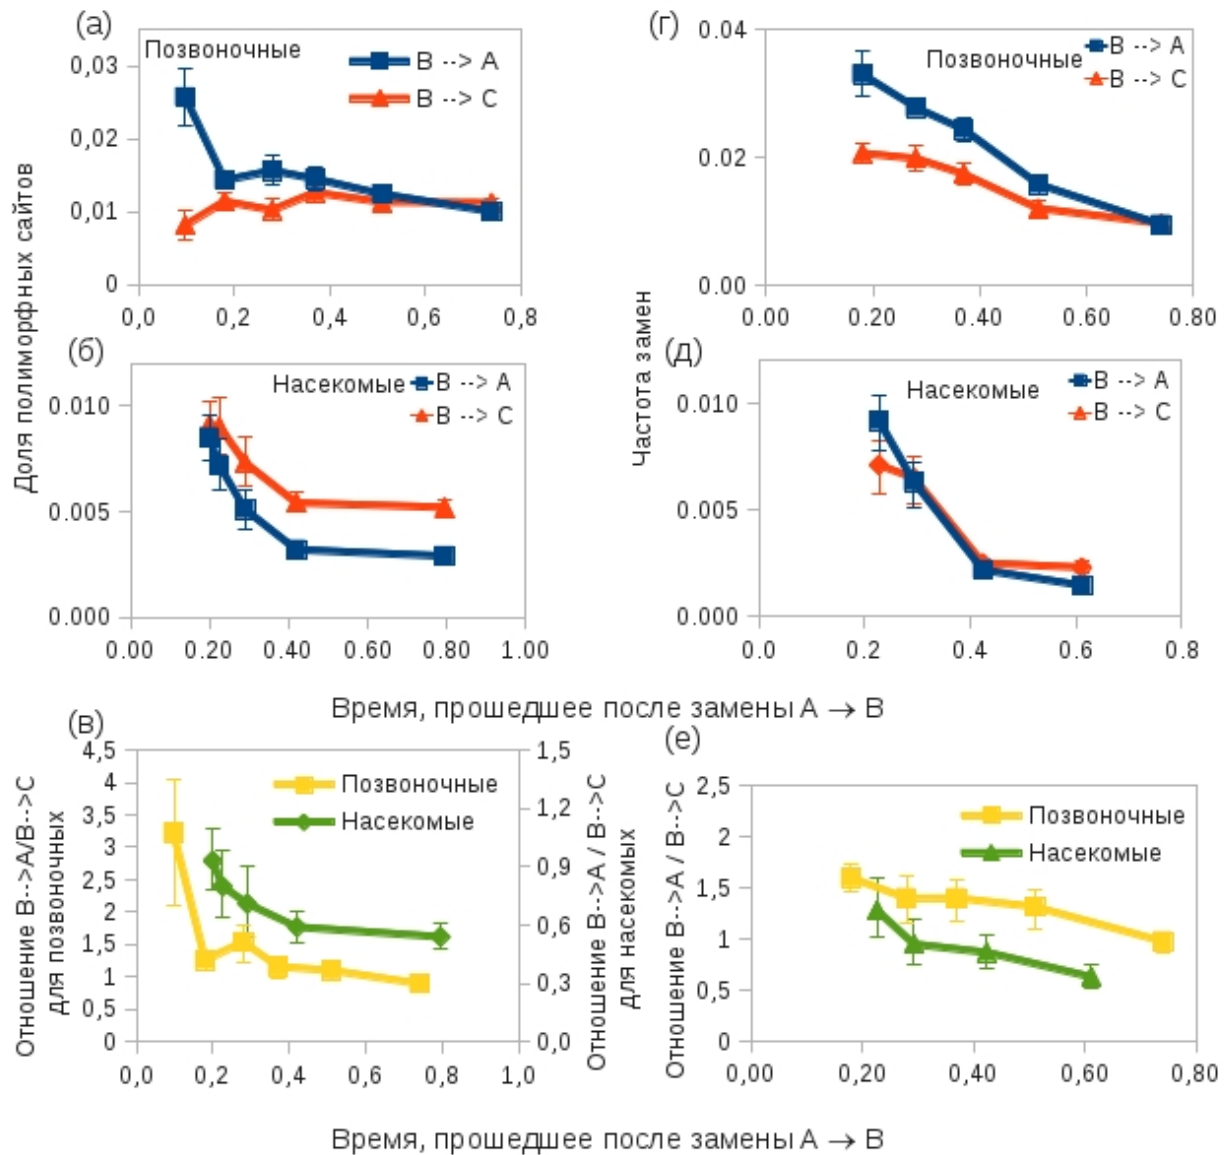 (а)
Позвоночные
B --> A
B --> C
0,03
0,02
0,01
0
0,0
0,2
0,4
0,6
0,8
Доля полиморфных сайтов
(г)
0.04
Позвоночные
B --> A
B --> C
0.02
0.00
0.00
0.20
0.40
0.60
0.80
Частота замен
(б)
Насекомые
B --> A
B --> C
0.010
0.005
0.000
0.00
0.20
0.40
0.60
0.80
1.00
(д)
Насекомые
B --> A
B --> C
0.010
0.005
0.000
0.0
0.2
0.4
0.6
0.8
Время, прошедшее после замены A → B
(в)
Отношение B-->A/B-->C
для позвоночных
4,5
4
3,5
3
2,5
2
1,5
1
0,5
0
Позвоночные
Насекомые
1,5
1,2
0,9
0,6
0,3
0,0
0,0
0,2
0,4
0,6
0,8
1,0
Отношение B-->A / B-->C
для насекомых
(е)
Отношение B-->A / B-->C
2,5
2
1,5
1
0,5
0
Позвоночные
Насекомые
0,00
0,20
0,40
0,60
0,80
Время, прошедшее после замены A → B